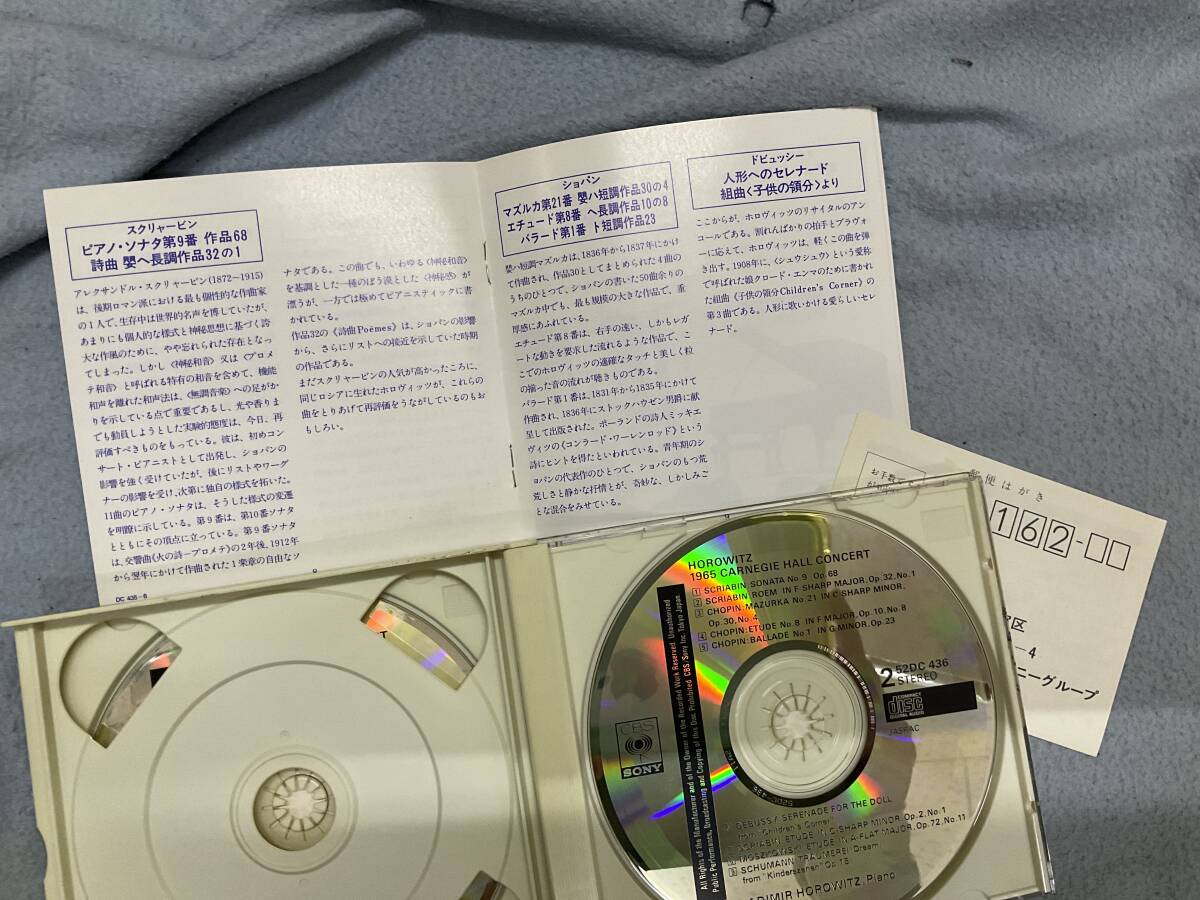 スクリャービン
ピアノ・ソナタ第9番 作品68
詩曲 嬰ヘ長調作品32の1
アレクサンドル・スクリャービン(1872〜1915)
は、後期ロマン派における最も個性的な作曲家
の1人で、生存中は世界的名声を博していたが、
あまりにも個人的な様式と神秘思想に基づく誇
大な作風のために、やや忘れられた存在となっ
てしまった。しかし〈神秘和音〉又は〈プロメ
テ和音〉と呼ばれる特有の和音を含めて、機能
和声を離れた和声法は、《無調音楽》への足がか
りを示している点で重要であるし、光や香りま
でも動員しようとした実験的態度は、今日、再
評価すべきものをもっている。彼は、初めコン
サート・ピアニストとして出発し、ショパンの
影響を強く受けていたが、後にリストやワーグ
ナーの影響を受け、次第に独自の様式を拓いた。
11曲のピアノ・ソナタは、そうした様式の変遷
を明瞭に示している。第9番は、第10番ソナタ
とともにその頂点に立っている。第9番ソナタ
は、交響曲《火の詩−プロメテ》の2年後、1912年
から翌年にかけて作曲された1楽章の自由なソ
DC 435-6
ナタである。この曲でも、いわゆる〈神秘和音〉
を基調とした一種のぼう漠とした〈神秘感〉が
漂うが、一方では極めてピアニスティックに書
かれている。
作品32の《詩曲Poèmes》は、ショパンの影響
から、さらにリストへの接近を示していた時期
の作品である。
まだスクリャービンの人気が高かったころに、
同じロシアに生れたホロヴィッツが、これらの
曲をとりあげて再評価をうながしているのもお
もしろい。
ショパン
マズルカ第21番 嬰ハ短調作品30の4
エチュード第8番 ヘ長調作品10の8
バラード第1番 ト短調作品23
嬰ハ短調マズルカは、1836年から1837年にかけ
て作曲され、作品30としてまとめられた4曲の
うちのひとつで、ショパンの書いた50曲余りの
マズルカ中でも、最も規模の大きな作品で、重
厚感にあふれている。
エチュード第8番は、右手の速い、しかもレガ
ートな動きを要求した流れるような作品で、こ
こでのホロヴィッツの適確なタッチと美しく粒
の揃った音の流れが聴きものである。
バラード第1番は、1831年から1835年にかけて
作曲され、1836年にストックハウゼン男爵に献
呈して出版された。ポーランドの詩人ミッキエ
ヴィツの《コンラード・ワーレンロッド》という
詩にヒントを得たといわれている。青年期のシ
ョパンの代表作のひとつで、ショパンのもつ荒
荒しさと静かな抒情とが、奇妙な、しかしみご
とな混合をみせている。
ドビュッシー
人形へのセレナード
組曲〈子供の領分〉より
ここからが、ホロヴィッツのリサイタルのアン
コールである。割れんばかりの拍手とブラヴォ
ーに応えて、ホロヴィッツは、軽くこの曲を弾
き出す。1908年に、〈シュウシュウ〉という愛称
で呼ばれた娘クロード・エンマのために書かれ
た組曲《子供の領分Children's Corner》の
第3曲である。人形に歌いかける愛らしいセレ
ナード。
郵便はがき
お手数で
162-
区
−4
ニーグループ
HOROWITZ
1965 CARNEGIE HALL CONCERT
1 SCRIABIN: SONATA No.9 Op.68
2 SCRIABIN: ROEM IN F-SHARP MAJOR, Op.32, No.1
3 CHOPIN: MAZURKA No.21 IN C-SHARP MINOR,
Op.30, No.4
4 CHOPIN: ETUDE No.8 IN F MAJOR, Op.10, No.8
5 CHOPIN: BALLADE No.1 IN G MINOR, Op.23
2 52DC 436
STEREO
COMPACT
disc
DIGITAL AUDIO
JASRAC
CBS
SONY
All Rights of the Manufacturer and of the Owner of the Recorded Work Reserved. Unauthorized
Public Performance, Broadcasting and Copying of this Disc Prohibited. CBS/Sony Inc. Tokyo Japan
52DC-436
DEBUSSY: SERENADE FOR THE DOLL
from "Children's Corner"
SCRIABIN: ETUDE IN C-SHARP MINOR, Op.2, No.1
MOSZKOWSKI: ETUDE IN A-FLAT MAJOR, Op.72, No.11
SCHUMANN: TRÄUMEREI Dream
from "Kinderszenen" Op.15
ADIMIR HOROWITZ, Piano